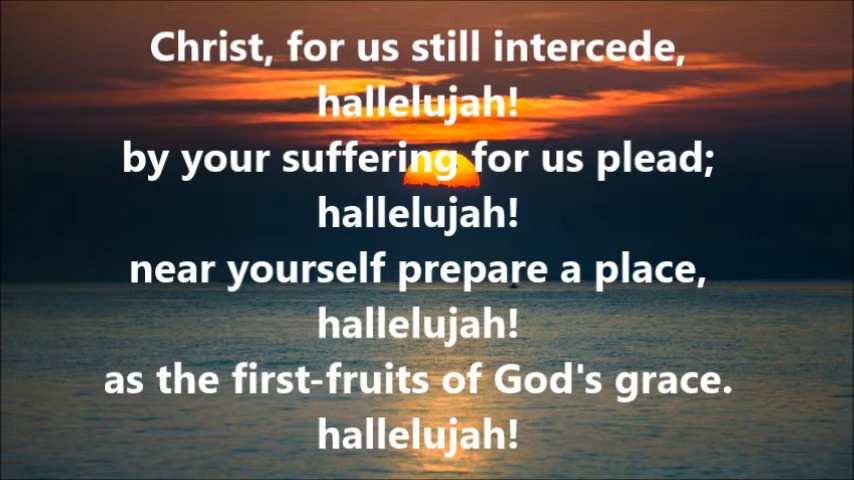 Christ, for us still intercede,
hallelujah!
by your suffering for us plead;
hallelujah!
near yourself prepare a place,
hallelujah!
as the first-fruits of God's grace.
hallelujah!